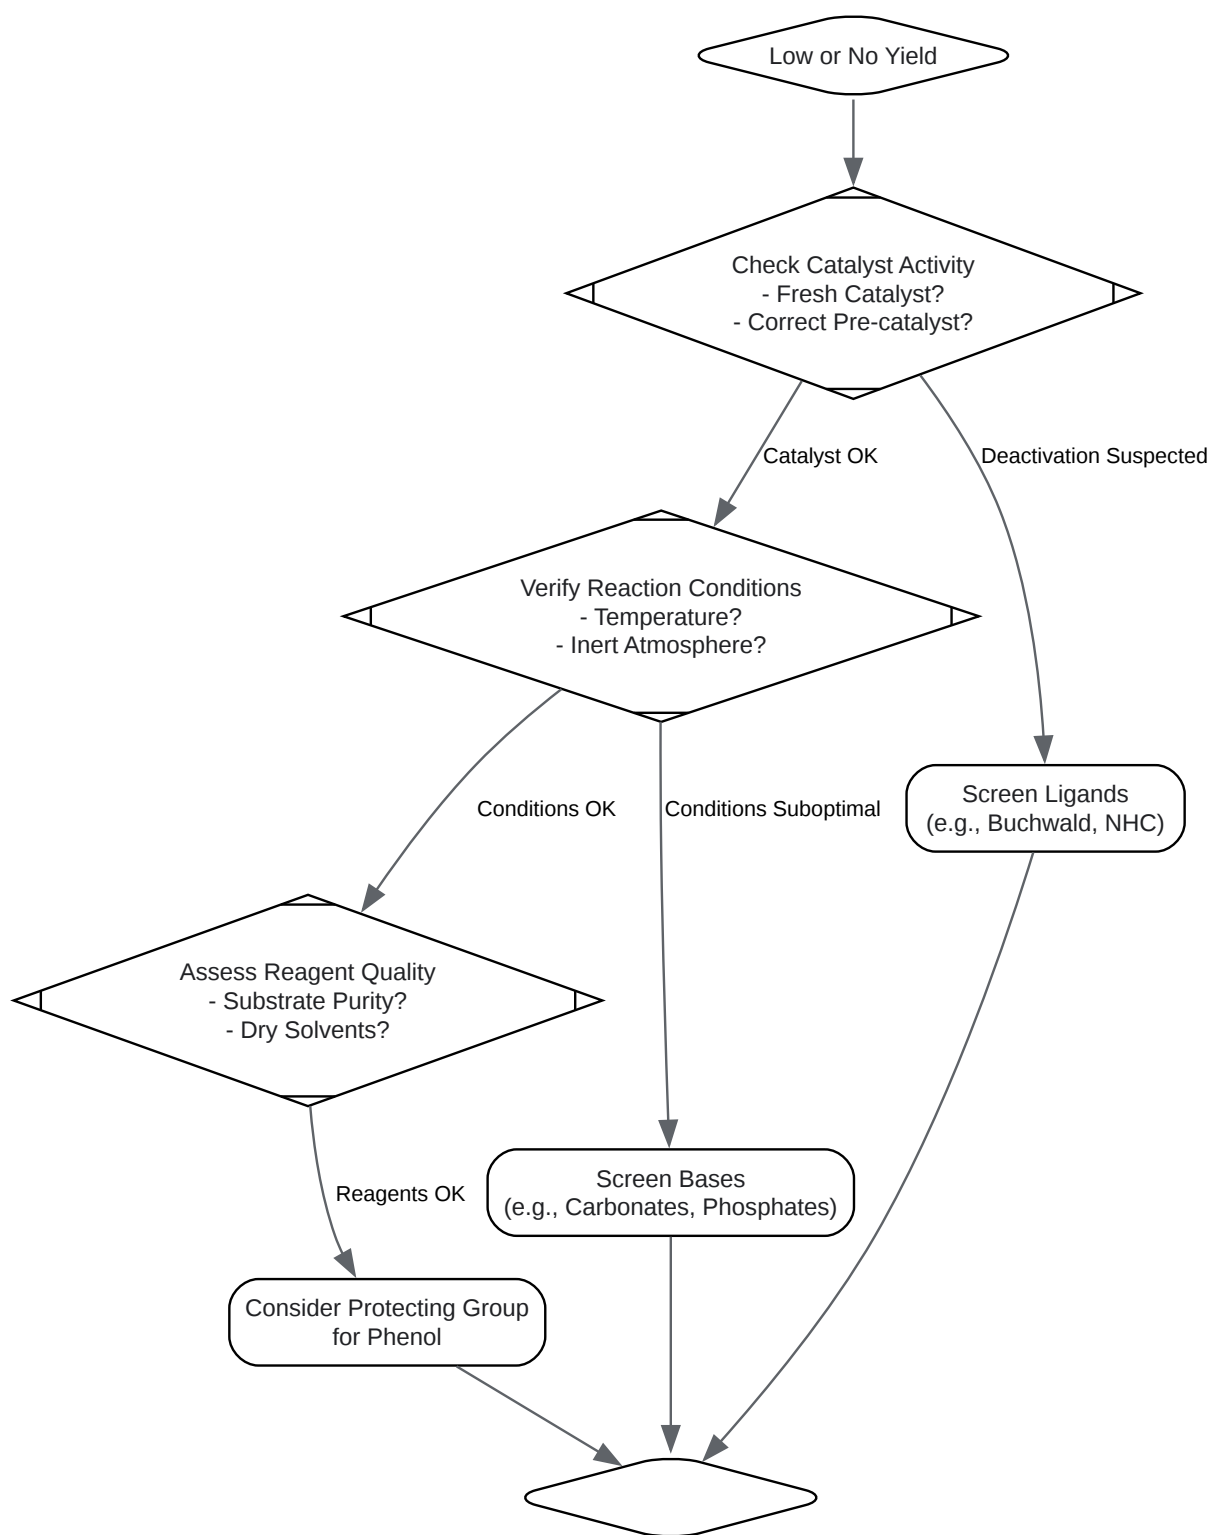 Low or No Yield
Check Catalyst Activity
- Fresh Catalyst?
- Correct Pre-catalyst?
Catalyst OK
Deactivation Suspected
Verify Reaction Conditions
- Temperature?
- Inert Atmosphere?
Conditions OK
Conditions Suboptimal
Screen Ligands
(e.g., Buchwald, NHC)
Assess Reagent Quality
- Substrate Purity?
- Dry Solvents?
Reagents OK
Screen Bases
(e.g., Carbonates, Phosphates)
Consider Protecting Group
for Phenol